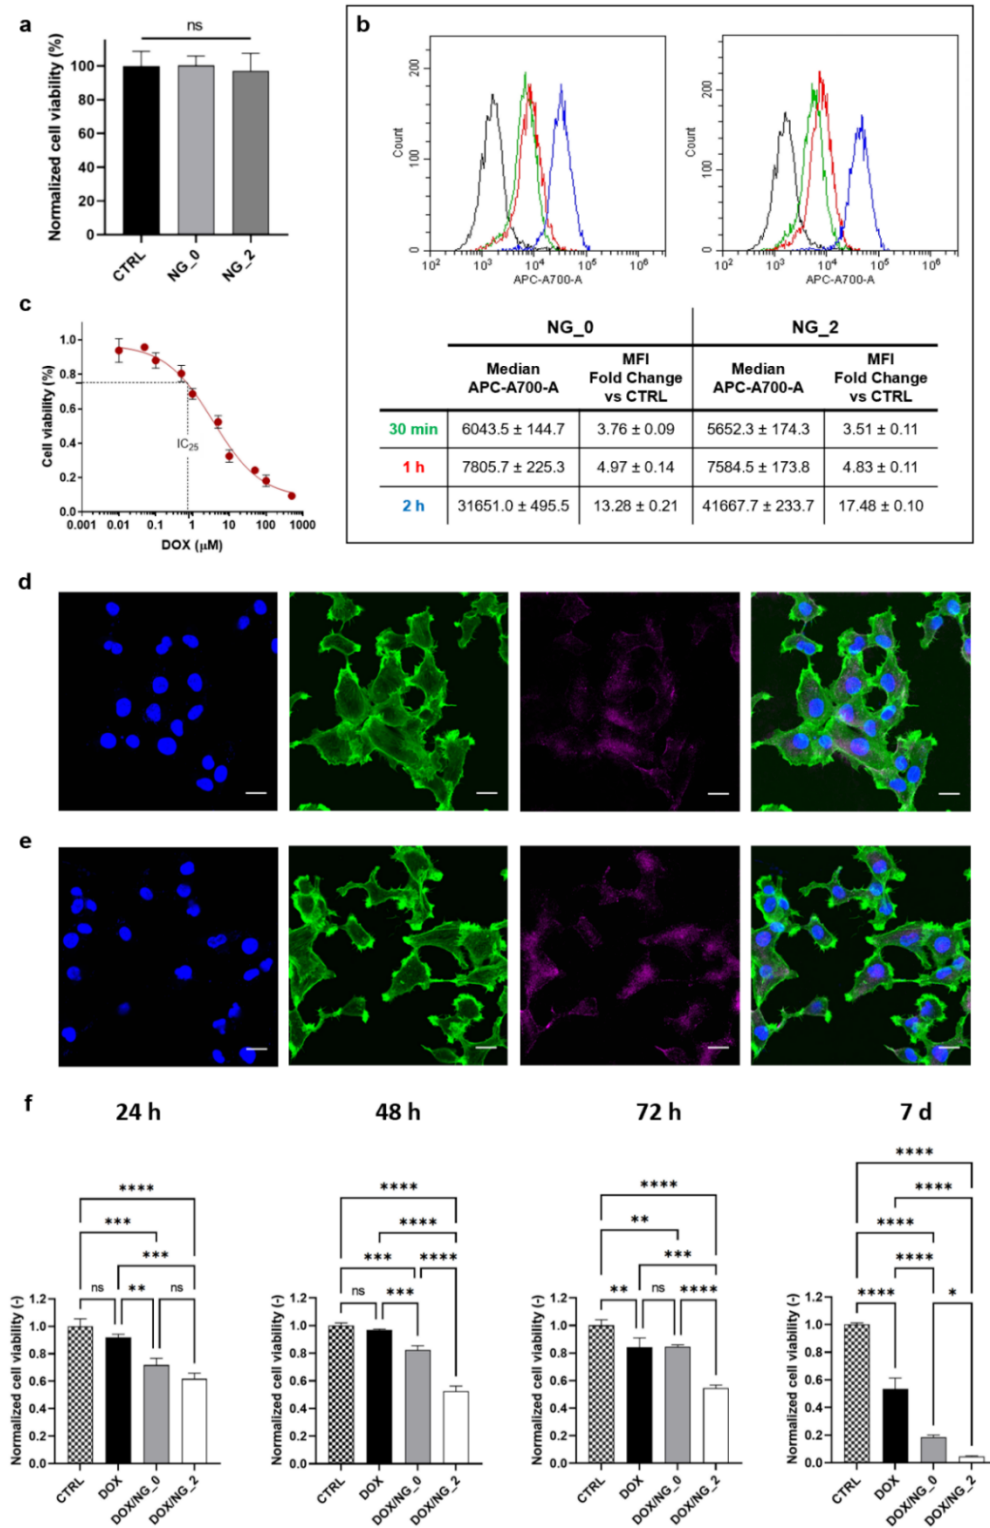 a
ns
Normalized cell viability (%)
100
80
60
40
20
0
CTRL NG_0 NG_2
b
Count
200
100
0
10² 10³ 10⁴ 10⁵ 10⁶
APC-A700-A
Count
200
100
0
10² 10³ 10⁴ 10⁵ 10⁶
APC-A700-A
NG_0 NG_2
Median APC-A700-A MFI Fold Change vs CTRL Median APC-A700-A MFI Fold Change vs CTRL
30 min 6043.5 ± 144.7 3.76 ± 0.09 5652.3 ± 174.3 3.51 ± 0.11
1 h 7805.7 ± 225.3 4.97 ± 0.14 7584.5 ± 173.8 4.83 ± 0.11
2 h 31651.0 ± 495.5 13.28 ± 0.21 41667.7 ± 233.7 17.48 ± 0.10
c
Cell viability (%)
1.0
0.8
0.6
0.4
0.2
0.0
IC₂₅
0.001 0.01 0.1 1 10 100 1000
DOX (μM)
d
e
f
24 h
****
***
***
ns ** ns
Normalized cell viability (-)
1.2
1.0
0.8
0.6
0.4
0.2
0.0
CTRL DOX DOX/NG_0 DOX/NG_2
48 h
****
****
*** ****
ns ***
Normalized cell viability (-)
1.2
1.0
0.8
0.6
0.4
0.2
0.0
CTRL DOX DOX/NG_0 DOX/NG_2
72 h
****
**
***
** ns ****
Normalized cell viability (-)
1.2
1.0
0.8
0.6
0.4
0.2
0.0
CTRL DOX DOX/NG_0 DOX/NG_2
7 d
****
****
****
****
**** *
Normalized cell viability (-)
1.2
1.0
0.8
0.6
0.4
0.2
0.0
CTRL DOX DOX/NG_0 DOX/NG_2